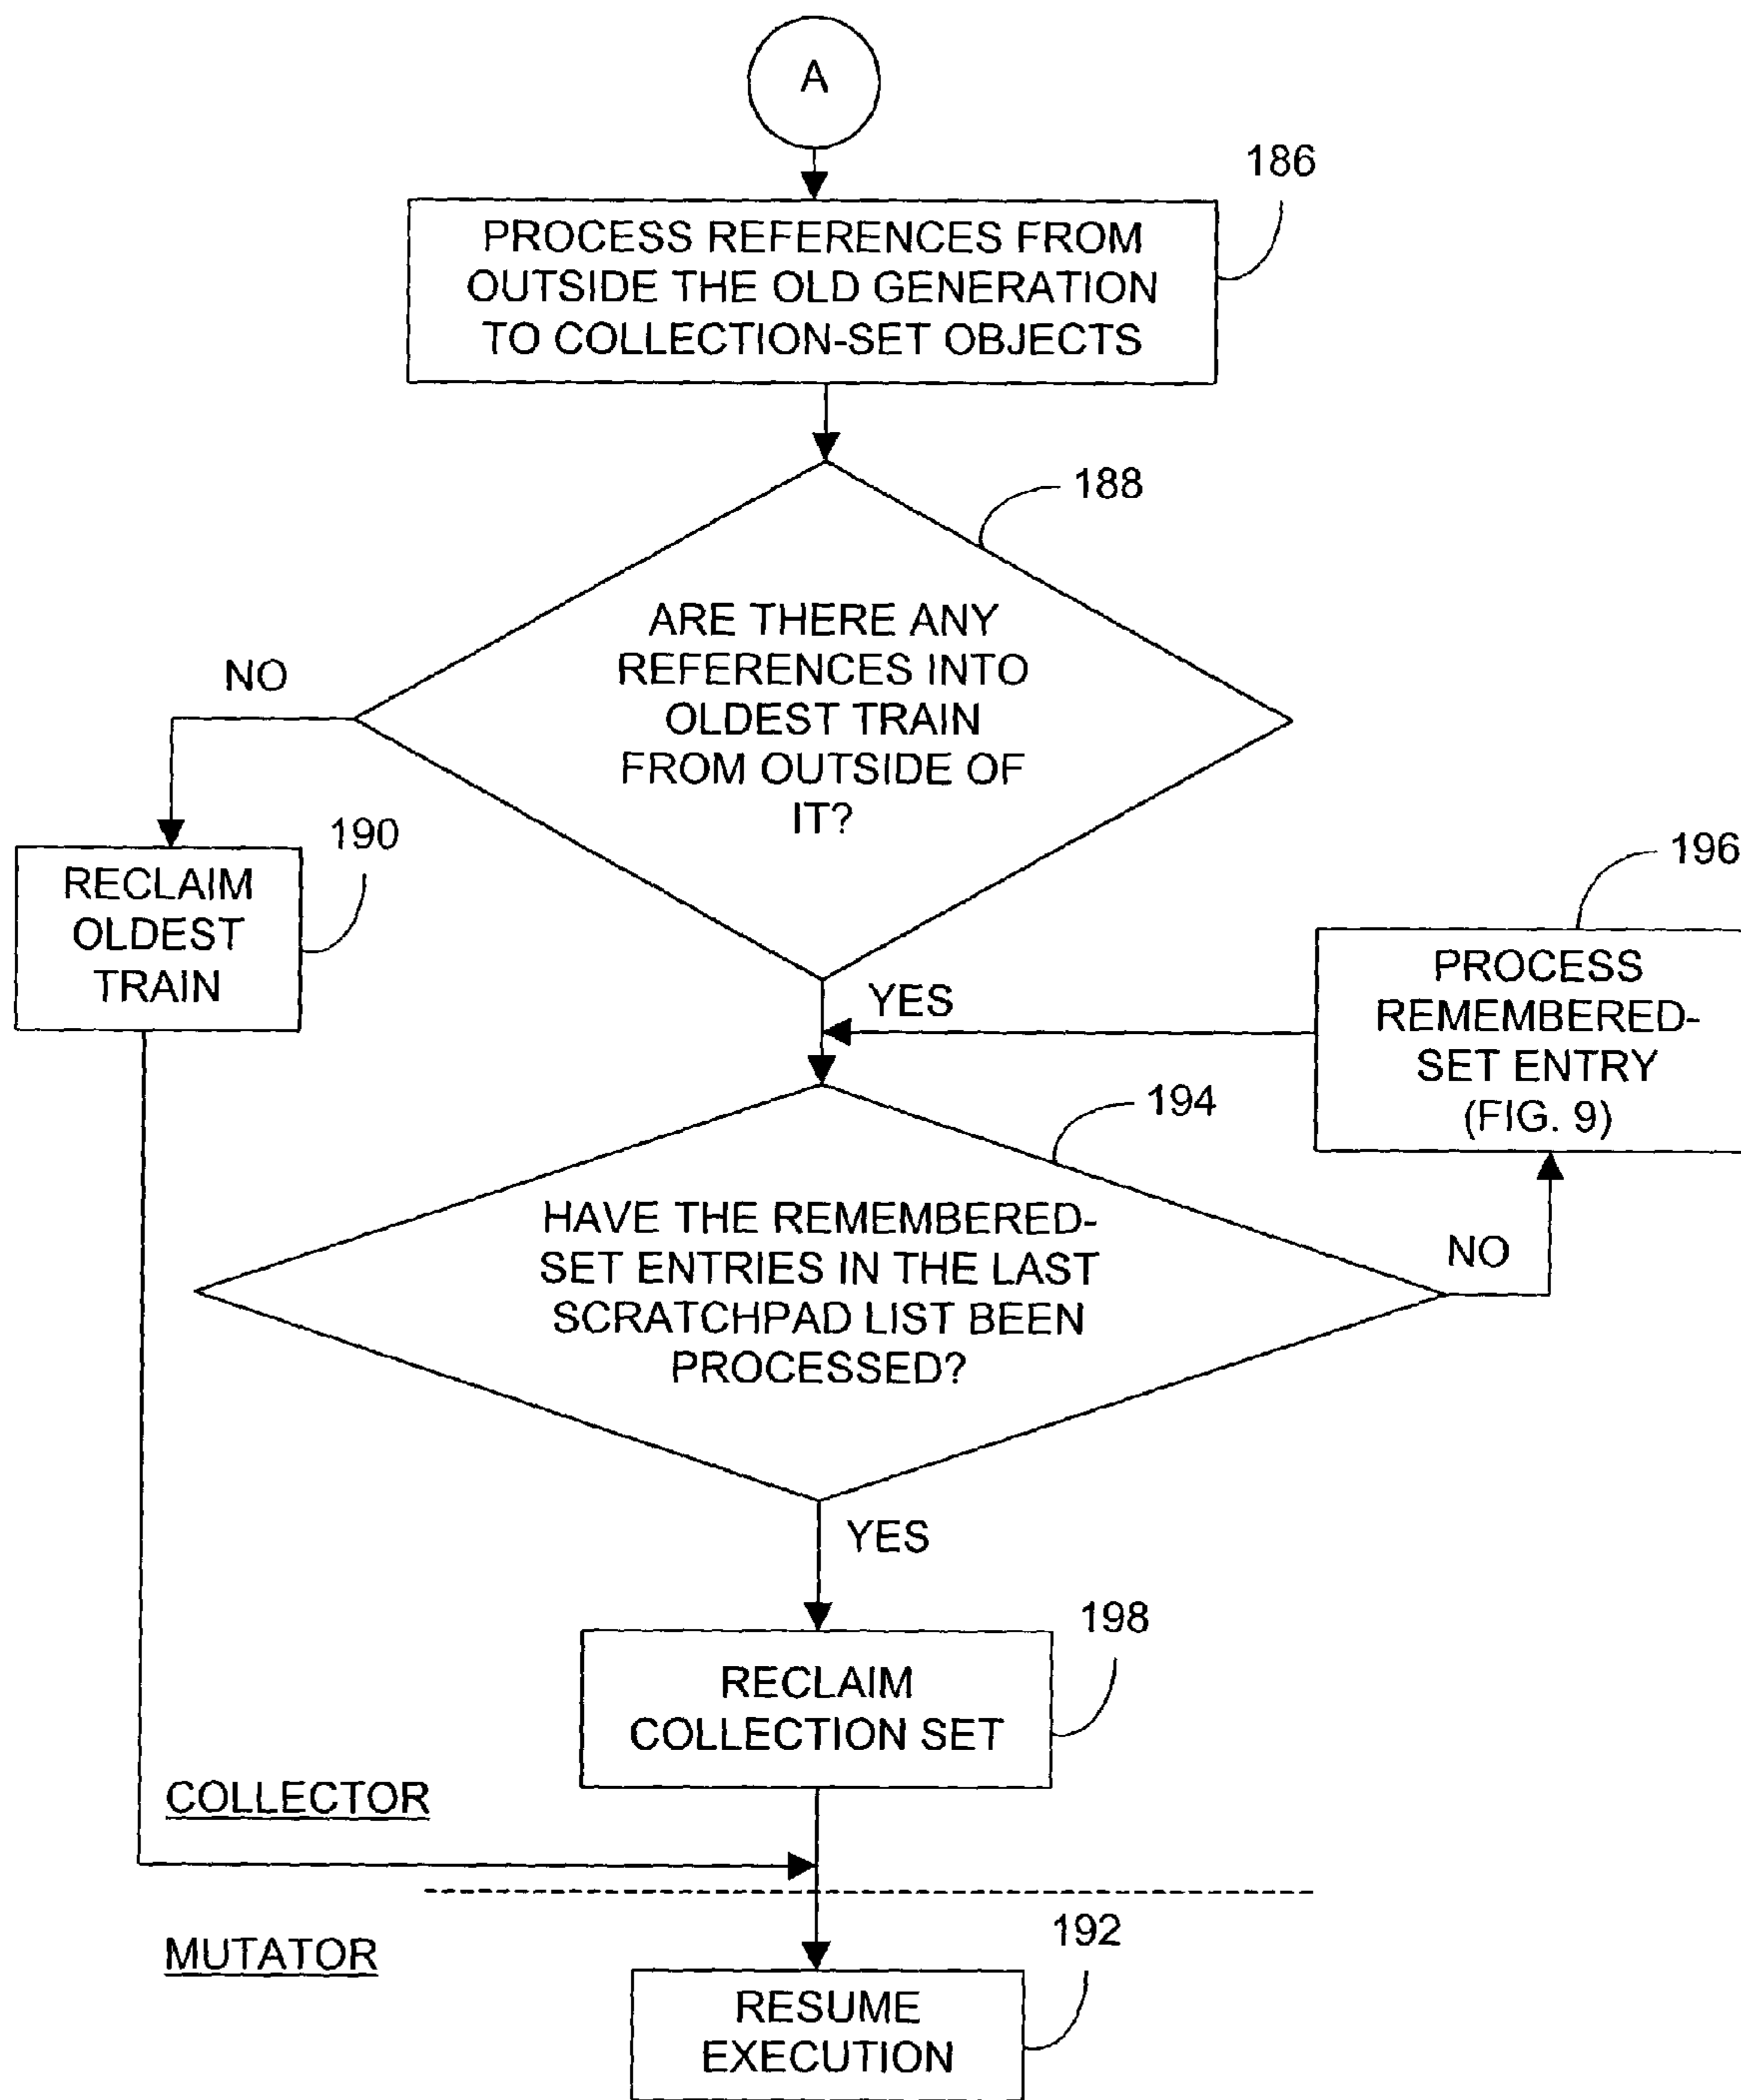 A
186
PROCESS REFERENCES FROM
OUTSIDE THE OLD GENERATION
TO COLLECTION-SET OBJECTS
188
ARE THERE ANY
REFERENCES INTO
OLDEST TRAIN
FROM OUTSIDE OF
IT?
NO
190
RECLAIM
OLDEST
TRAIN
YES
196
PROCESS
REMEMBERED-
SET ENTRY
(FIG. 9)
194
HAVE THE REMEMBERED-
SET ENTRIES IN THE LAST
SCRATCHPAD LIST BEEN
PROCESSED?
NO
YES
198
RECLAIM
COLLECTION SET
COLLECTOR
MUTATOR
192
RESUME
EXECUTION